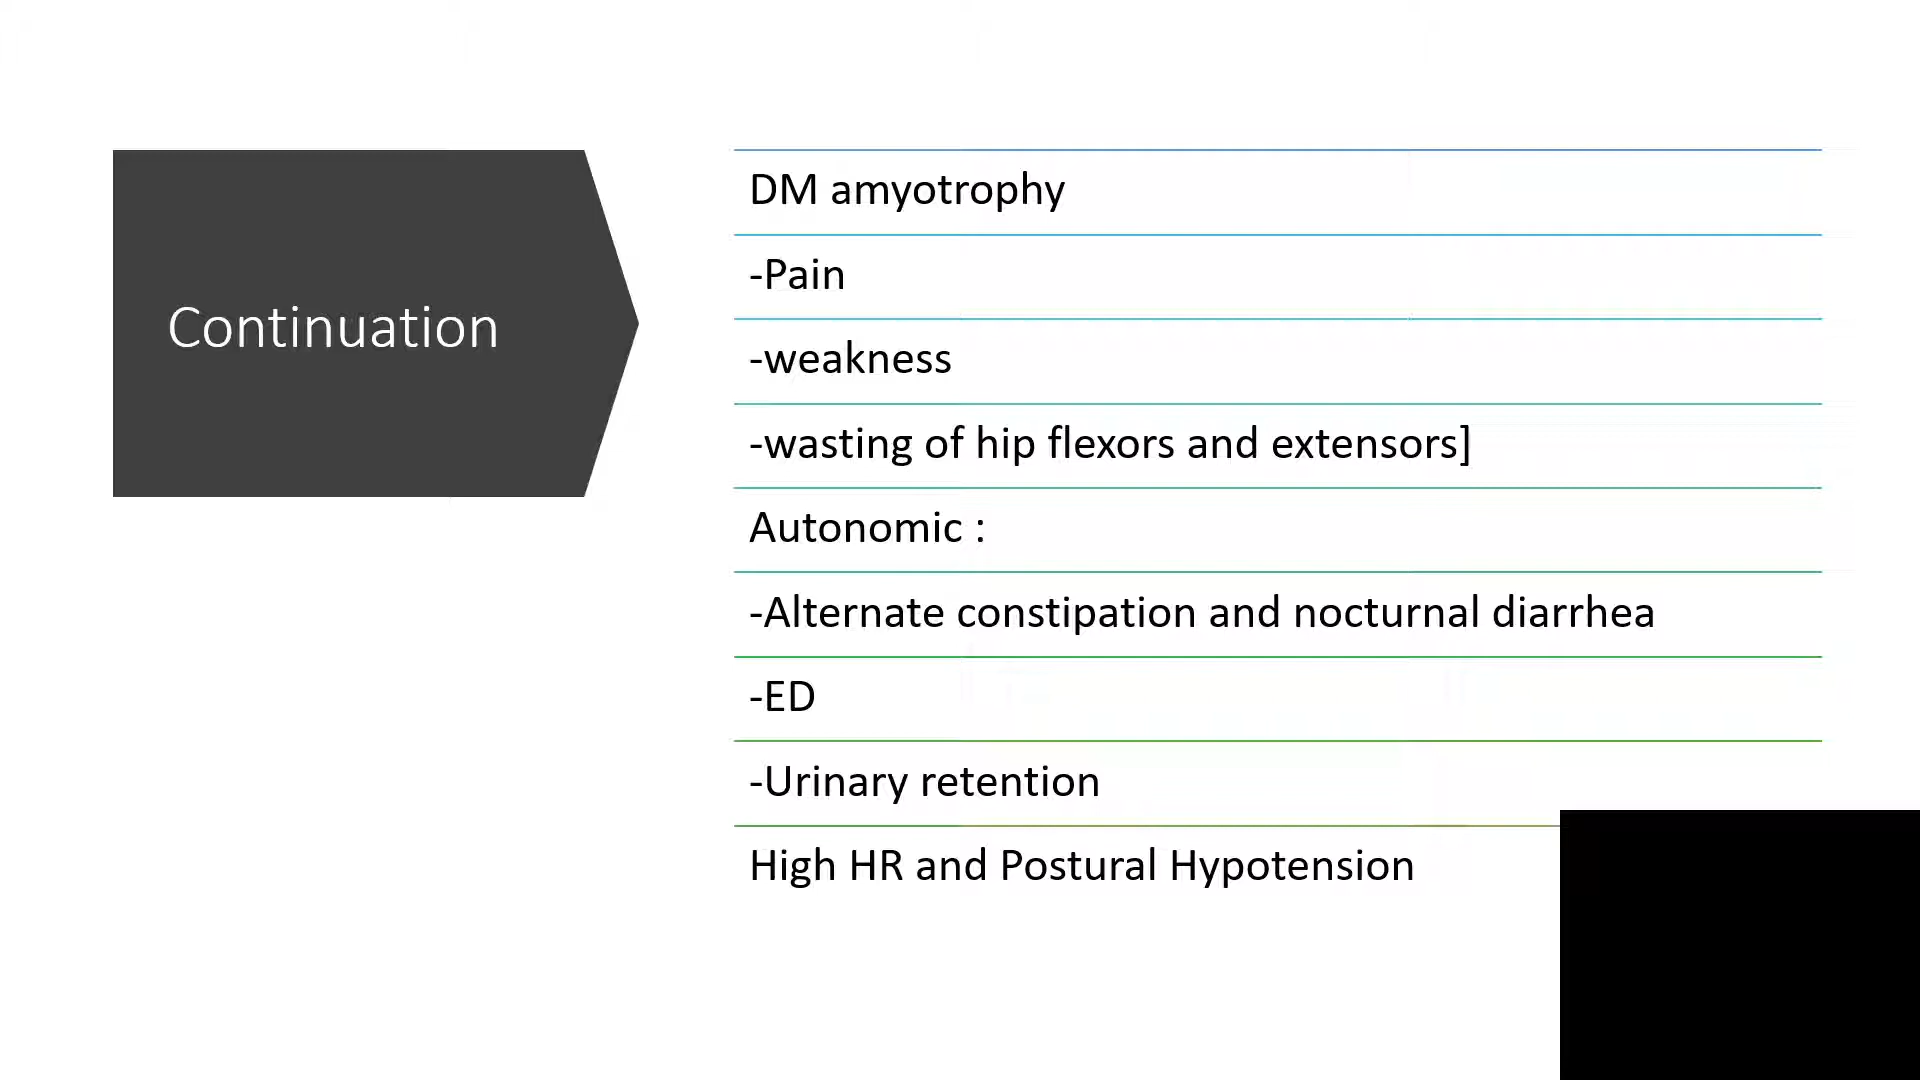 Continuation
DM amyotrophy
-Pain
-weakness
-wasting of hip flexors and extensors]
Autonomic :
-Alternate constipation and nocturnal diarrhea
-ED
-Urinary retention
High HR and Postural Hypotension